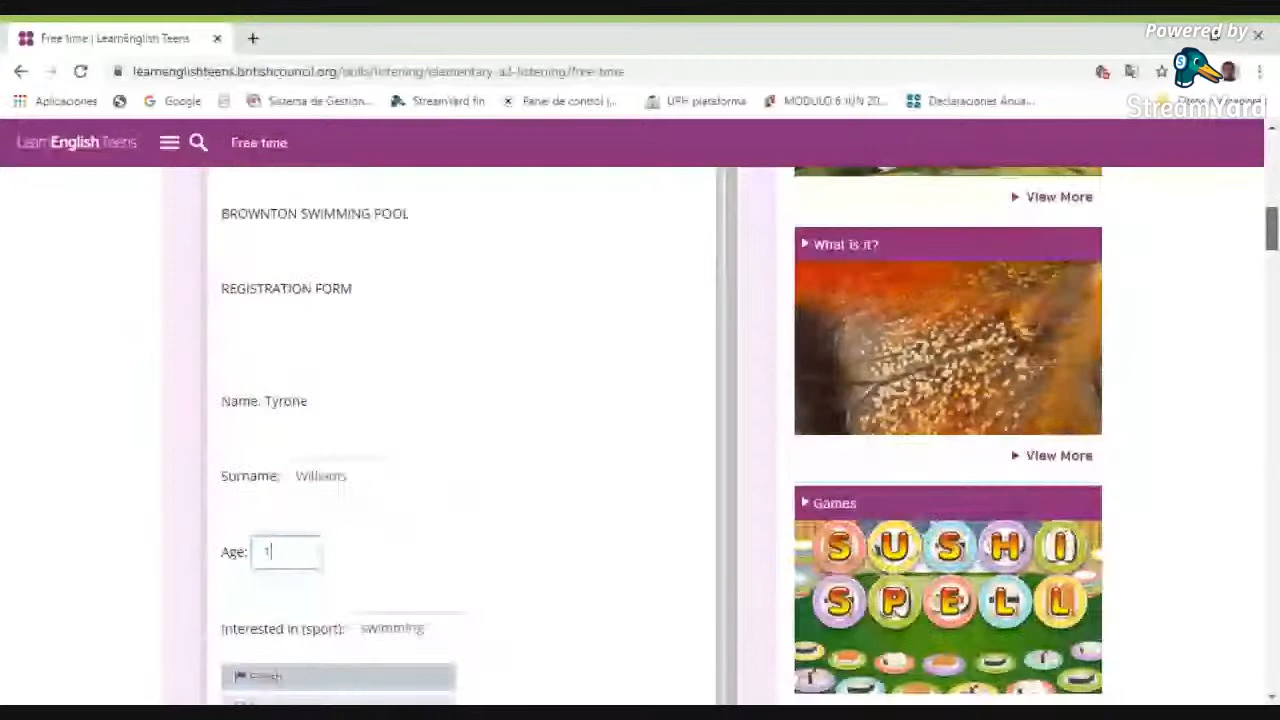 Powered by
StreamYard
Free time | LearnEnglish Teens
learnenglishteens.britishcouncil.org/skills/listening/elementary-a2-listening/free-time
Aplicaciones
Google
Sistema de Gestion...
StreamYard fin
Panel de control (...
UPH plataforma
MODULO 6 JUN 20...
Declaraciones Anua...
LearnEnglish Teens
Free time
BROWNTON SWIMMING POOL
REGISTRATION FORM
Name: Tyrone
Surname: Williams
Age: 1
Interested in (sport): swimming
Finish
View More
What is it?
View More
Games
SUSHI
SPELL